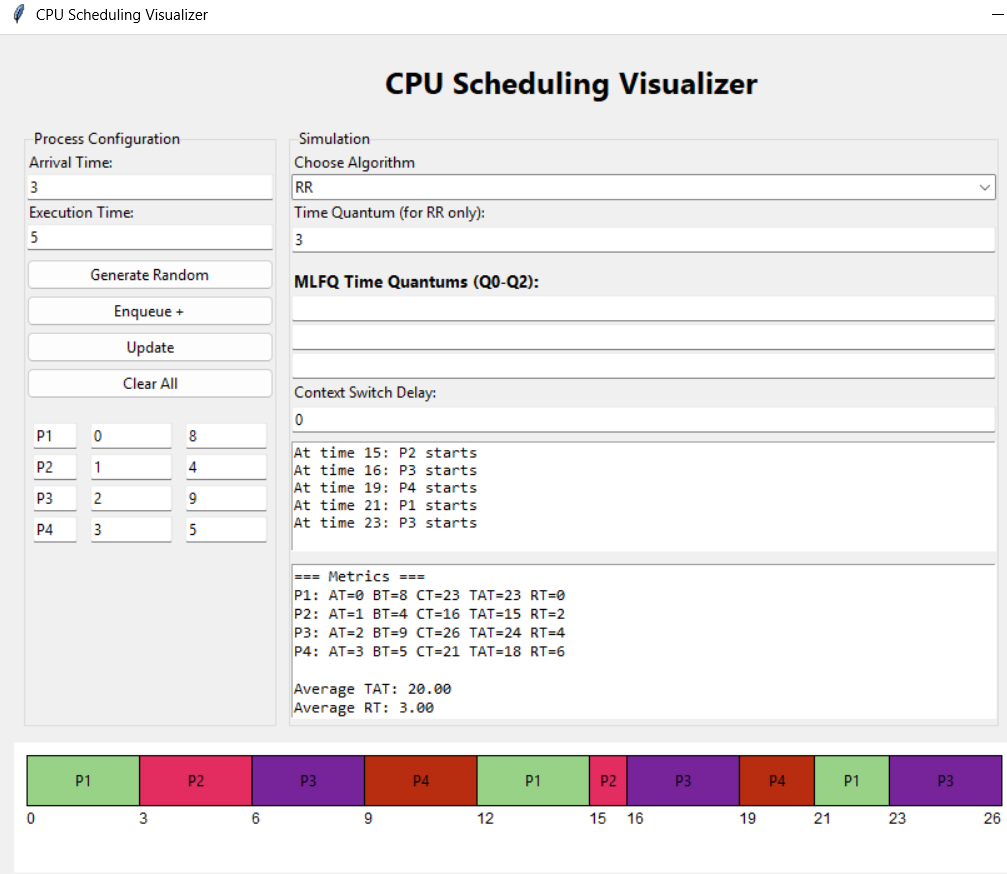 CPU Scheduling Visualizer
CPU Scheduling Visualizer
Process Configuration
Arrival Time:
3
Execution Time:
5
Generate Random
Enqueue +
Update
Clear All
P1 0 8
P2 1 4
P3 2 9
P4 3 5
Simulation
Choose Algorithm
RR
Time Quantum (for RR only):
3
MLFQ Time Quantums (Q0-Q2):
Context Switch Delay:
0
At time 15: P2 starts
At time 16: P3 starts
At time 19: P4 starts
At time 21: P1 starts
At time 23: P3 starts
=== Metrics ===
P1: AT=0 BT=8 CT=23 TAT=23 RT=0
P2: AT=1 BT=4 CT=16 TAT=15 RT=2
P3: AT=2 BT=9 CT=26 TAT=24 RT=4
P4: AT=3 BT=5 CT=21 TAT=18 RT=6
Average TAT: 20.00
Average RT: 3.00
P1 P2 P3 P4 P1 P2 P3 P4 P1 P3
0 3 6 9 12 15 16 19 21 23 26